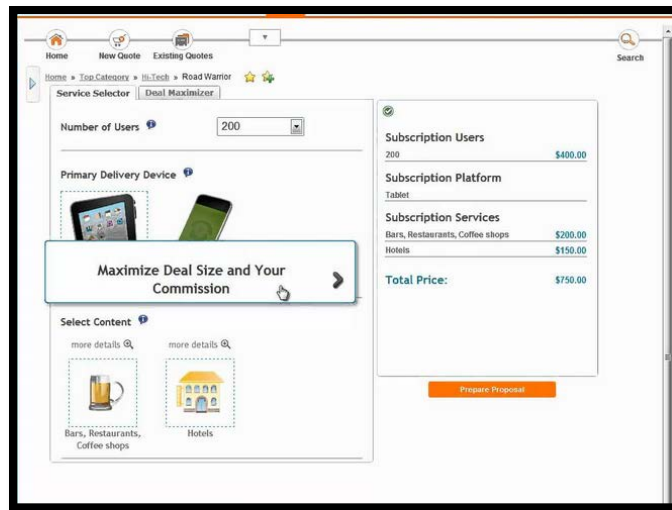 Home
New Quote
Existing Quotes
Search
Home » Top Category » Hi-Tech » Road Warrior
Service Selector
Deal Maximizer
Number of Users
200
Primary Delivery Device
Maximize Deal Size and Your
Commission
Select Content
more details
more details
Bars, Restaurants,
Coffee shops
Hotels
Subscription Users
200 $400.00
Subscription Platform
Tablet
Subscription Services
Bars, Restaurants, Coffee shops $200.00
Hotels $150.00
Total Price: $750.00
Prepare Proposal